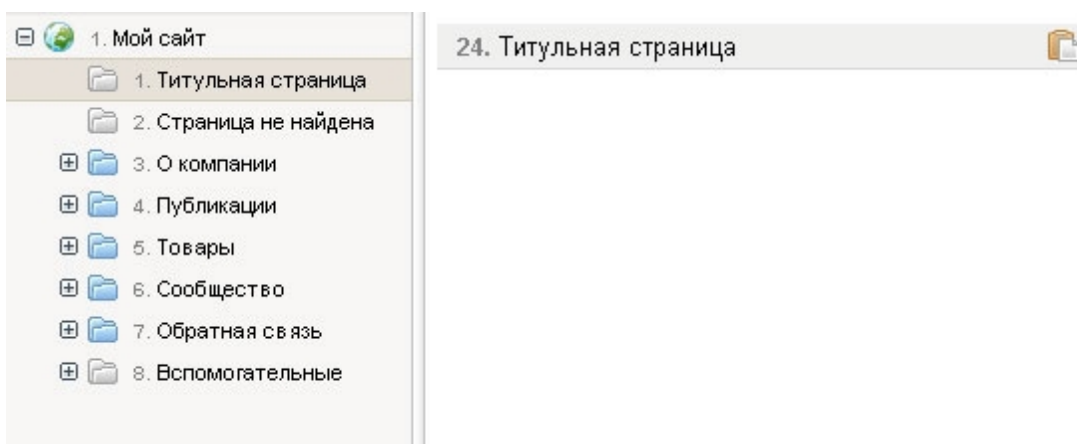 1. Мой сайт
1. Титульная страница
2. Страница не найдена
3. О компании
4. Публикации
5. Товары
6. Сообщество
7. Обратная связь
8. Вспомогательные
24. Титульная страница